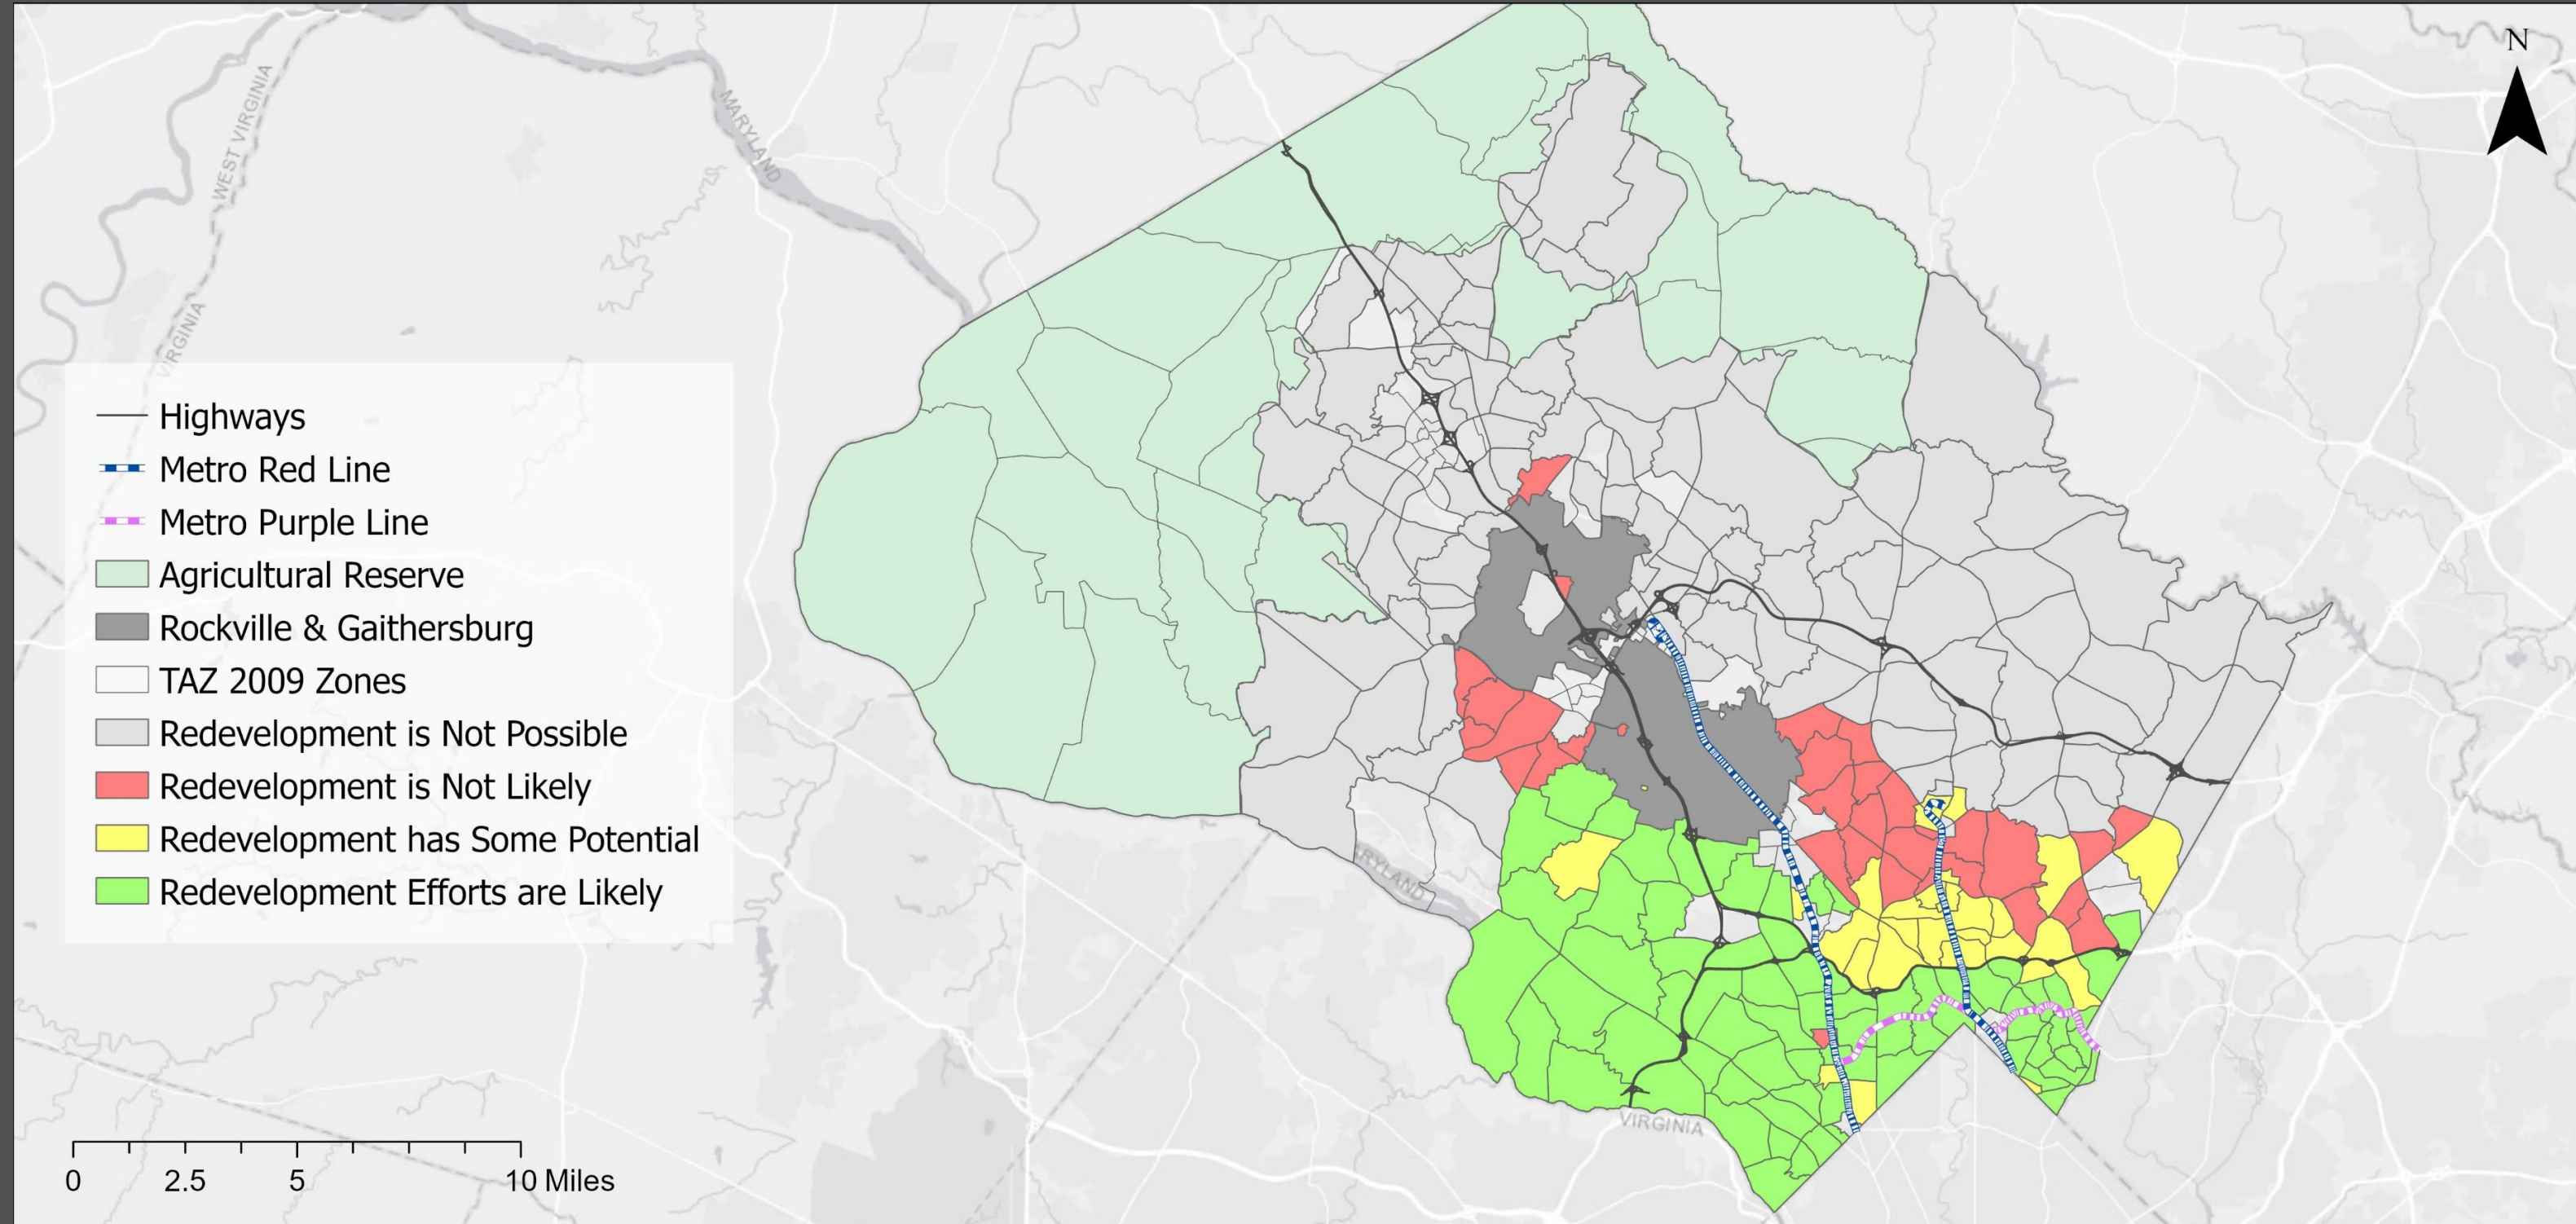 N
WEST VIRGINIA
MARYLAND
VIRGINIA
Highways
Metro Red Line
Metro Purple Line
Agricultural Reserve
Rockville & Gaithersburg
TAZ 2009 Zones
Redevelopment is Not Possible
Redevelopment is Not Likely
Redevelopment has Some Potential
Redevelopment Efforts are Likely
ARYLAND
VIRGINIA
0 2.5 5 10 Miles